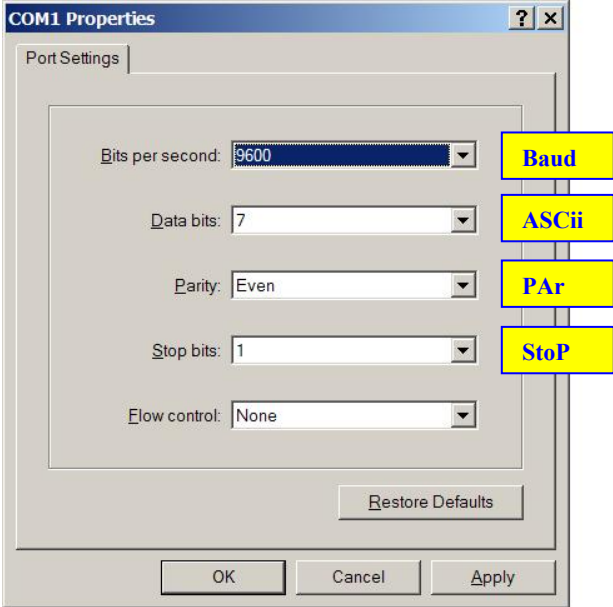 COM1 Properties
Port Settings
Bits per second: 9600 Baud
Data bits: 7 ASCii
Parity: Even PAr
Stop bits: 1 StoP
Flow control: None
Restore Defaults
OK Cancel Apply